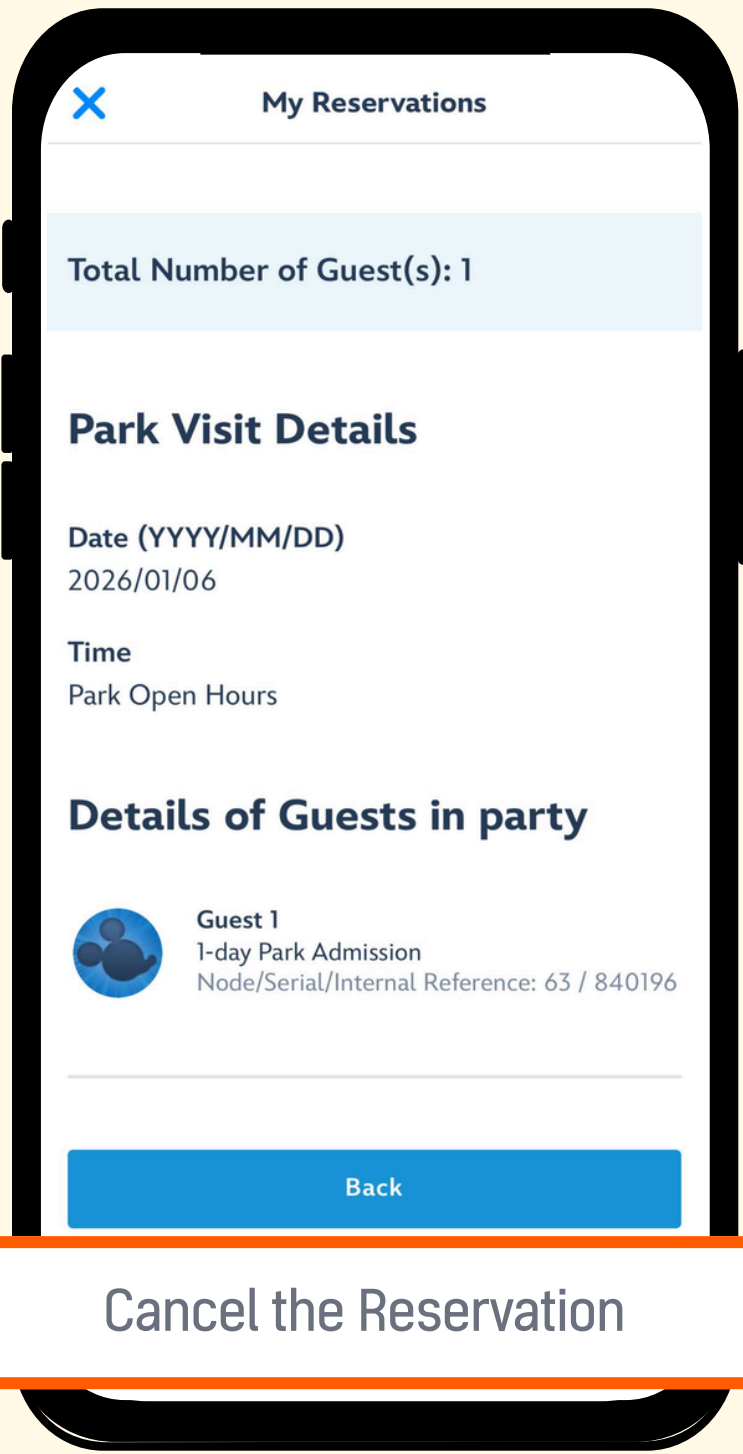 My Reservations
Total Number of Guest(s): 1
Park Visit Details
Date (YYYY/MM/DD)
2026/01/06
Time
Park Open Hours
Details of Guests in party
Guest 1
1-day Park Admission
Node/Serial/Internal Reference: 63 / 840196
Back
Cancel the Reservation